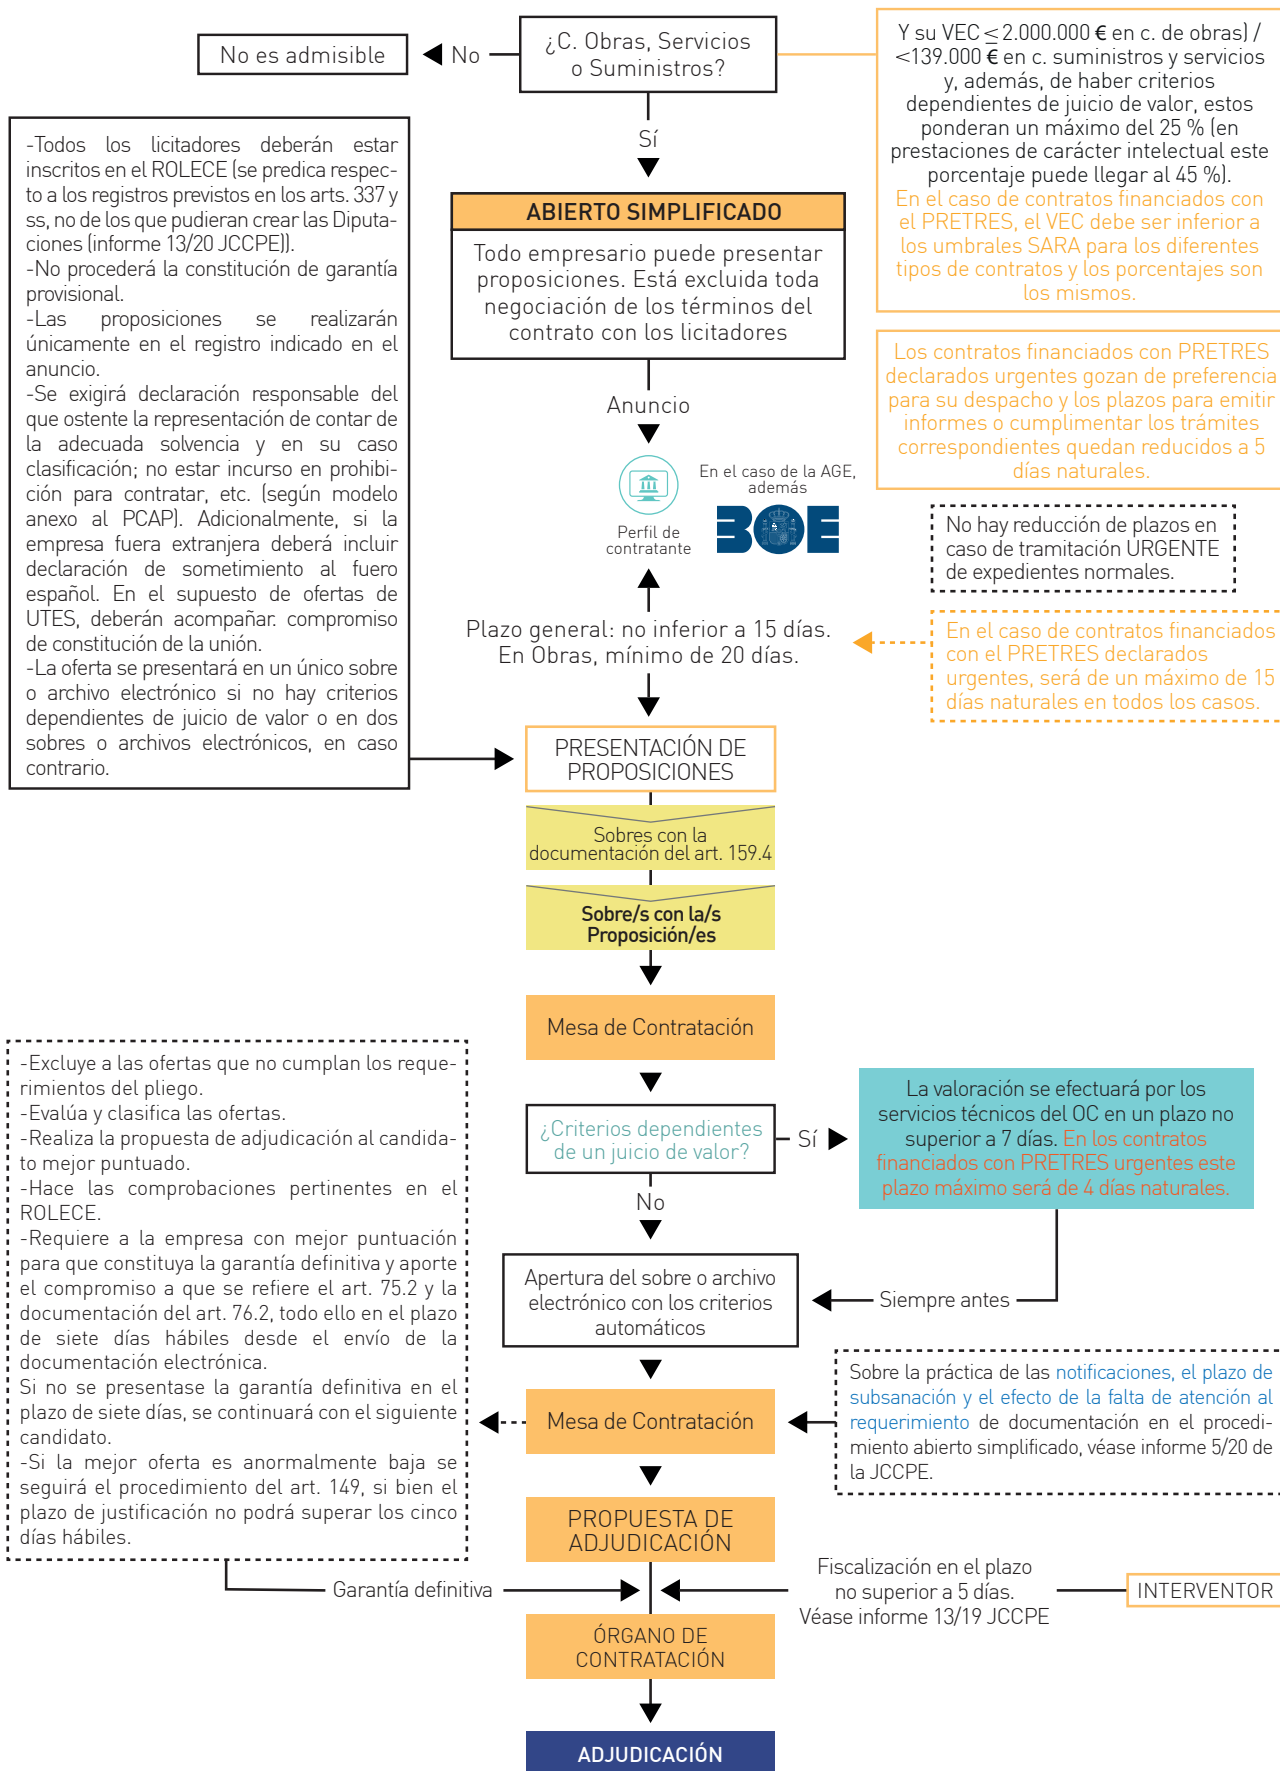 No es admisible
No
¿C. Obras, Servicios
o Suministros?
Y su VEC ≤ 2.000.000 € en c. de obras) /
<139.000 € en c. suministros y servicios
y, además, de haber criterios
dependientes de juicio de valor, estos
ponderan un máximo del 25 % (en
prestaciones de carácter intelectual este
porcentaje puede llegar al 45 %).
En el caso de contratos financiados con
el PRETRES, el VEC debe ser inferior a
los umbrales SARA para los diferentes
tipos de contratos y los porcentajes son
los mismos.
Sí
-Todos los licitadores deberán estar
inscritos en el ROLECE (se predica respec-
to a los registros previstos en los arts. 337 y
ss, no de los que pudieran crear las Diputa-
ciones (informe 13/20 JCCPE)).
-No procederá la constitución de garantía
provisional.
-Las proposiciones se realizarán
únicamente en el registro indicado en el
anuncio.
-Se exigirá declaración responsable del
que ostente la representación de contar de
la adecuada solvencia y en su caso
clasificación; no estar incurso en prohibi-
ción para contratar, etc. (según modelo
anexo al PCAP). Adicionalmente, si la
empresa fuera extranjera deberá incluir
declaración de sometimiento al fuero
español. En el supuesto de ofertas de
UTES, deberán acompañar: compromiso
de constitución de la unión.
-La oferta se presentará en un único sobre
o archivo electrónico si no hay criterios
dependientes de juicio de valor o en dos
sobres o archivos electrónicos, en caso
contrario.
ABIERTO SIMPLIFICADO
Todo empresario puede presentar
proposiciones. Está excluida toda
negociación de los términos del
contrato con los licitadores
Los contratos financiados con PRETRES
declarados urgentes gozan de preferencia
para su despacho y los plazos para emitir
informes o cumplimentar los trámites
correspondientes quedan reducidos a 5
días naturales.
Anuncio
Perfil de
contratante
En el caso de la AGE,
además
BOE
No hay reducción de plazos en
caso de tramitación URGENTE
de expedientes normales.
Plazo general: no inferior a 15 días.
En Obras, mínimo de 20 días.
En el caso de contratos financiados
con el PRETRES declarados
urgentes, será de un máximo de 15
días naturales en todos los casos.
PRESENTACIÓN DE
PROPOSICIONES
Sobres con la
documentación del art. 159.4
Sobre/s con la/s
Proposición/es
Mesa de Contratación
¿Criterios dependientes
de un juicio de valor?
Sí
La valoración se efectuará por los
servicios técnicos del OC en un plazo no
superior a 7 días. En los contratos
financiados con PRETRES urgentes este
plazo máximo será de 4 días naturales.
No
-Excluye a las ofertas que no cumplan los reque-
rimientos del pliego.
-Evalúa y clasifica las ofertas.
-Realiza la propuesta de adjudicación al candida-
to mejor puntuado.
-Hace las comprobaciones pertinentes en el
ROLECE.
-Requiere a la empresa con mejor puntuación
para que constituya la garantía definitiva y aporte
el compromiso a que se refiere el art. 75.2 y la
documentación del art. 76.2, todo ello en el plazo
de siete días hábiles desde el envío de la
documentación electrónica.
Si no se presentase la garantía definitiva en el
plazo de siete días, se continuará con el siguiente
candidato.
-Si la mejor oferta es anormalmente baja se
seguirá el procedimiento del art. 149, si bien el
plazo de justificación no podrá superar los cinco
días hábiles.
Apertura del sobre o archivo
electrónico con los criterios
automáticos
Siempre antes
Mesa de Contratación
Sobre la práctica de las notificaciones, el plazo de
subsanación y el efecto de la falta de atención al
requerimiento de documentación en el procedi-
miento abierto simplificado, véase informe 5/20 de
la JCCPE.
PROPUESTA DE
ADJUDICACIÓN
Garantía definitiva
Fiscalización en el plazo
no superior a 5 días.
Véase informe 13/19 JCCPE
INTERVENTOR
ÓRGANO DE
CONTRATACIÓN
ADJUDICACIÓN